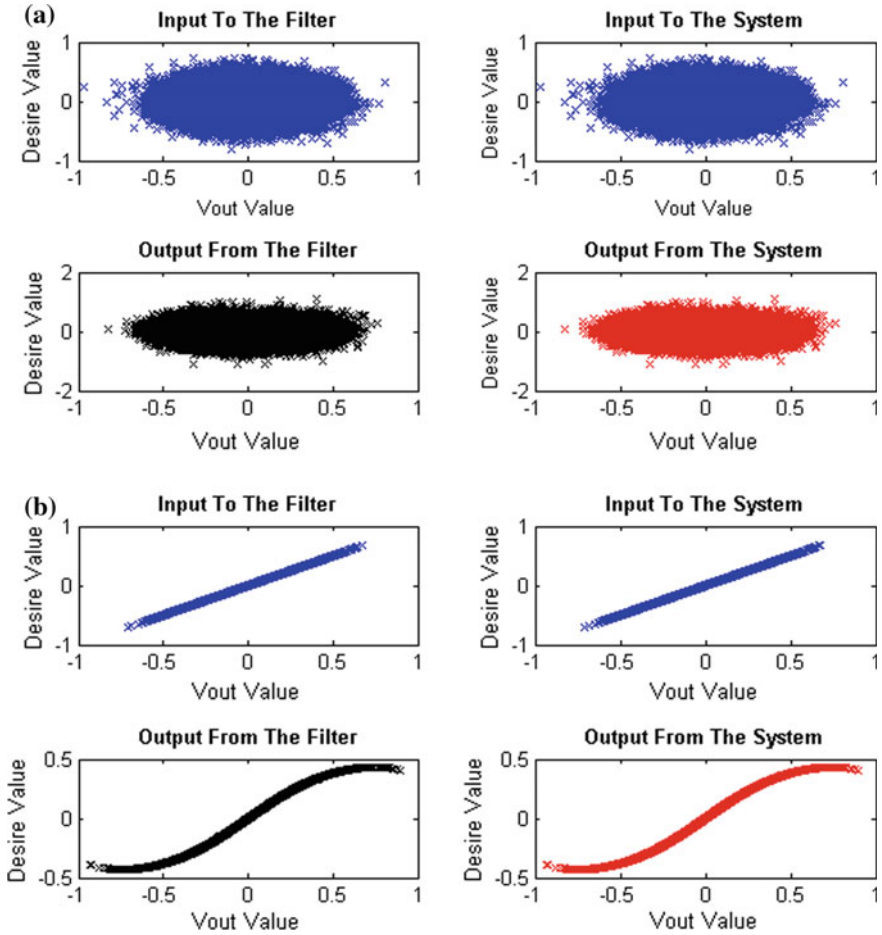 (a)
Input To The Filter
Desire Value
1
0
-1
-1 -0.5 0 0.5 1
Vout Value
Input To The System
Desire Value
1
0
-1
-1 -0.5 0 0.5 1
Vout Value
Output From The Filter
Desire Value
2
0
-2
-1 -0.5 0 0.5 1
Vout Value
Output From The System
Desire Value
2
0
-2
-1 -0.5 0 0.5 1
Vout Value
(b)
Input To The Filter
Desire Value
1
0
-1
-1 -0.5 0 0.5 1
Vout Value
Input To The System
Desire Value
1
0
-1
-1 -0.5 0 0.5 1
Vout Value
Output From The Filter
Desire Value
0.5
0
-0.5
-1 -0.5 0 0.5 1
Vout Value
Output From The System
Desire Value
0.5
0
-0.5
-1 -0.5 0 0.5 1
Vout Value